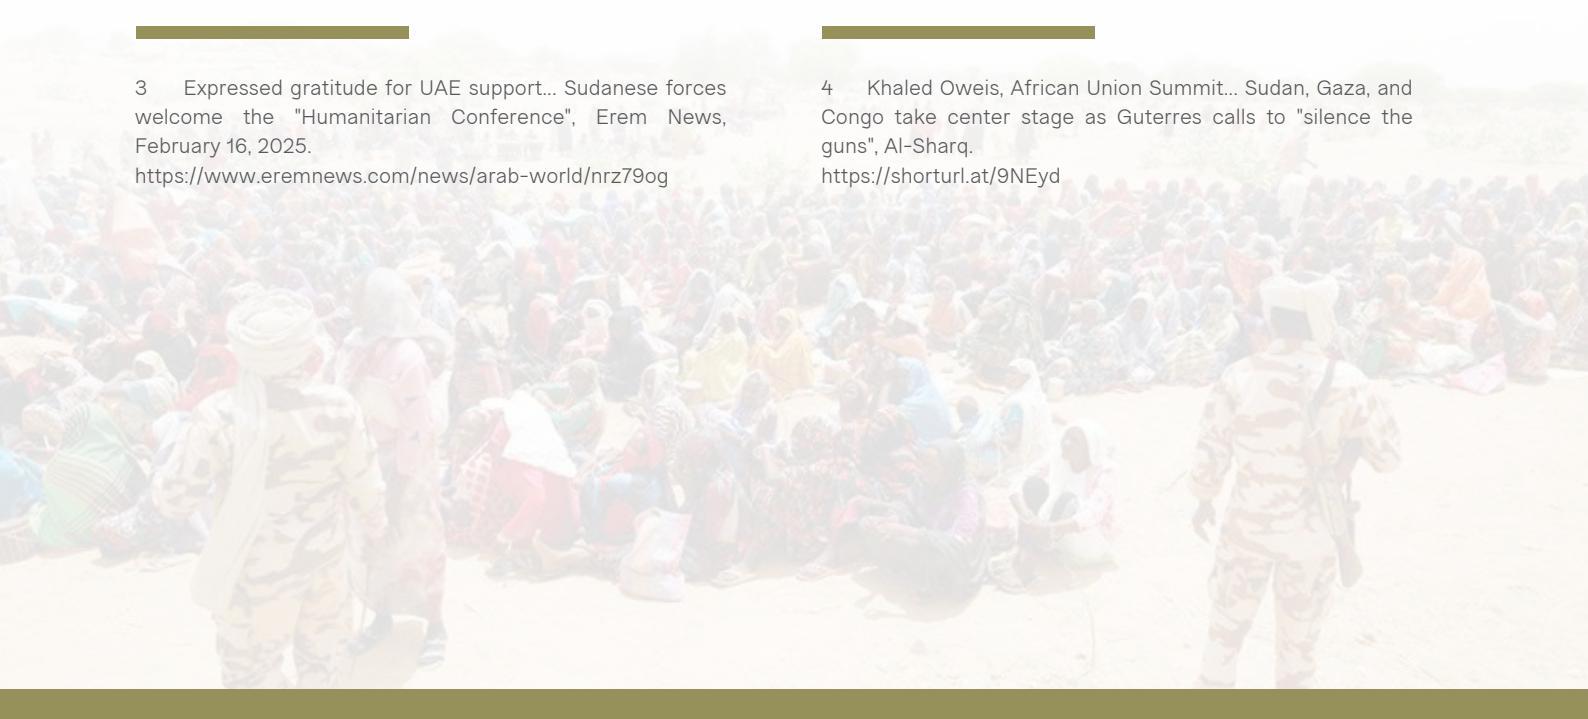 3 Expressed gratitude for UAE support... Sudanese forces
welcome the "Humanitarian Conference", Erem News,
February 16, 2025.
https://www.eremnews.com/news/arab-world/nrz79og
4 Khaled Oweis, African Union Summit... Sudan, Gaza, and
Congo take center stage as Guterres calls to "silence the
guns", Al-Sharq.
https://shorturl.at/9NEyd